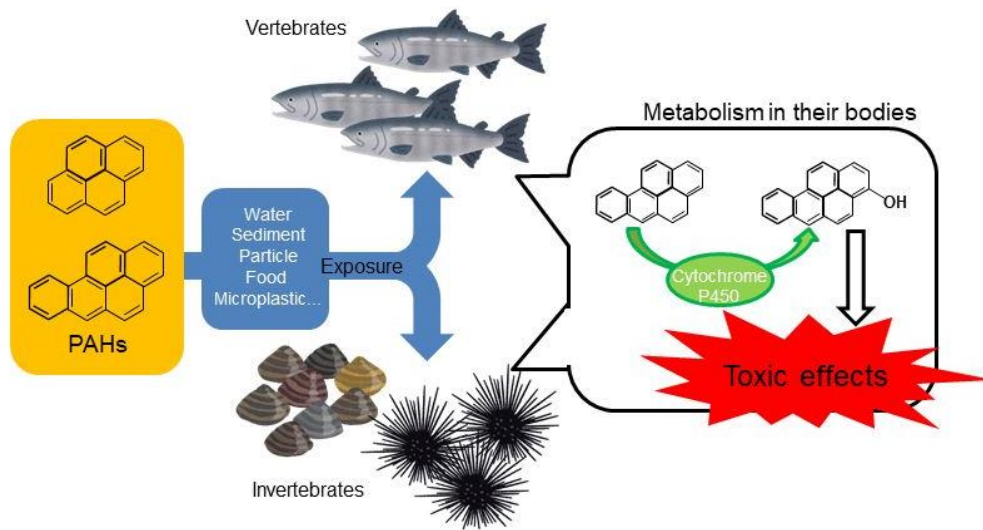 Vertebrates
Metabolism in their bodies
OH
Water
Sediment
Particle
Food
Microplastic...
Exposure
Cytochrome
P450
PAHs
Toxic effects
Invertebrates